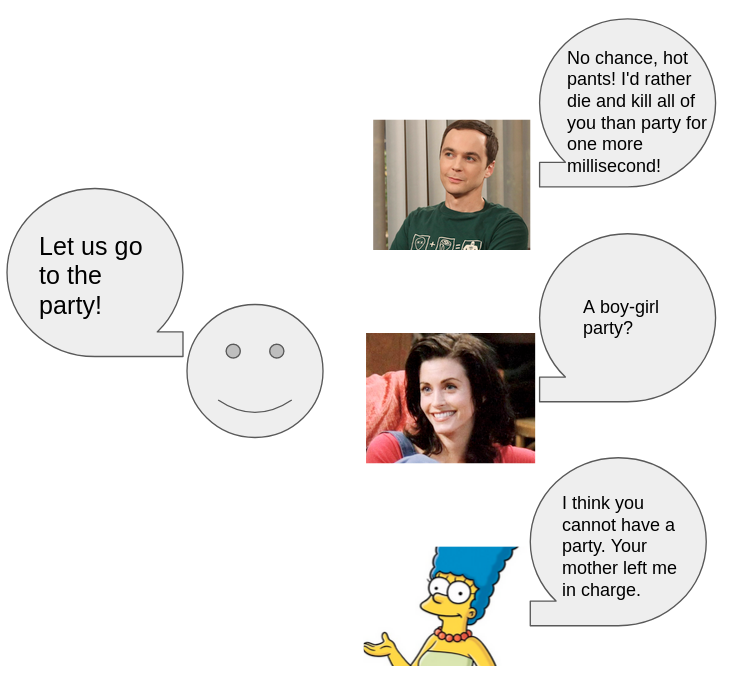 Let us go
to the
party!
No chance, hot
pants! I'd rather
die and kill all of
you than party for
one more
millisecond!
A boy-girl
party?
I think you
cannot have a
party. Your
mother left me
in charge.